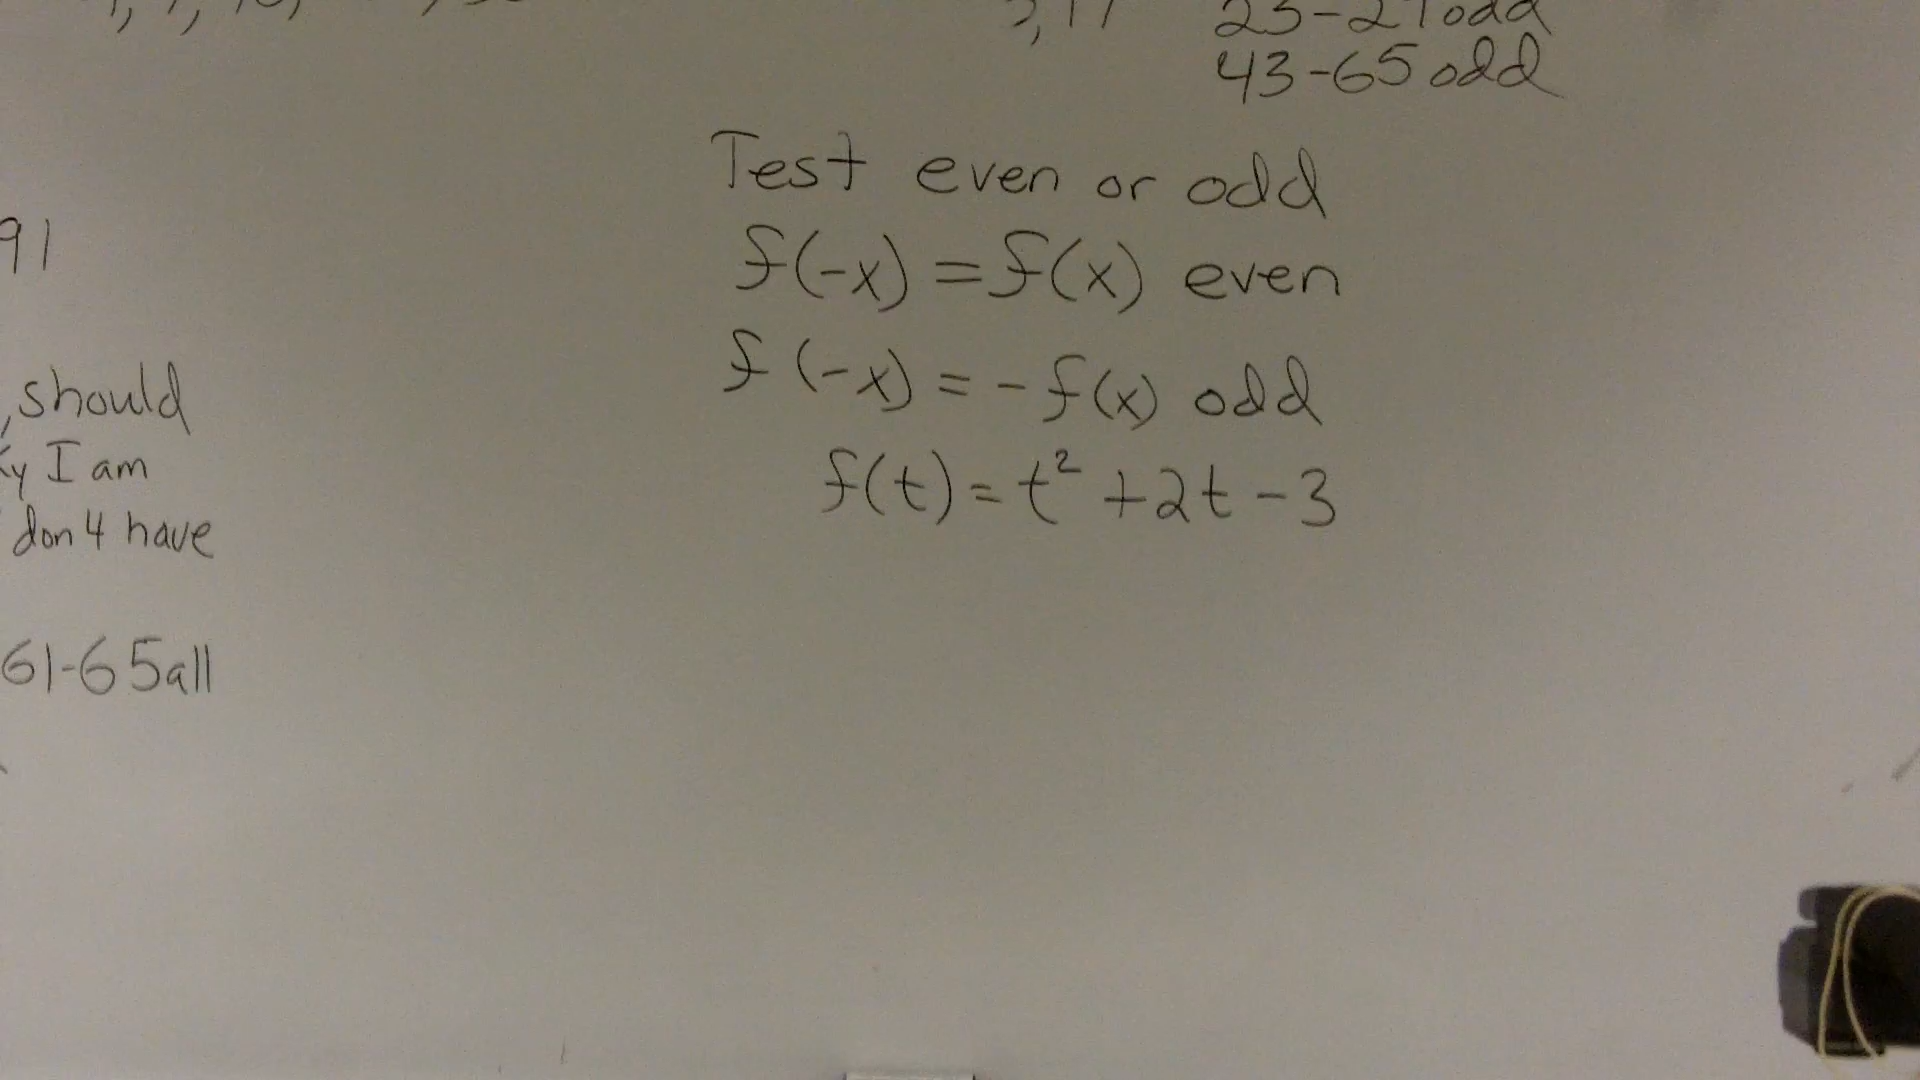 43-65 odd
Test even or odd
f(-x) = f(x) even
f(-x) = -f(x) odd
f(t) = t² + 2t - 3
91
, should
I am
don4 have
61-65 all